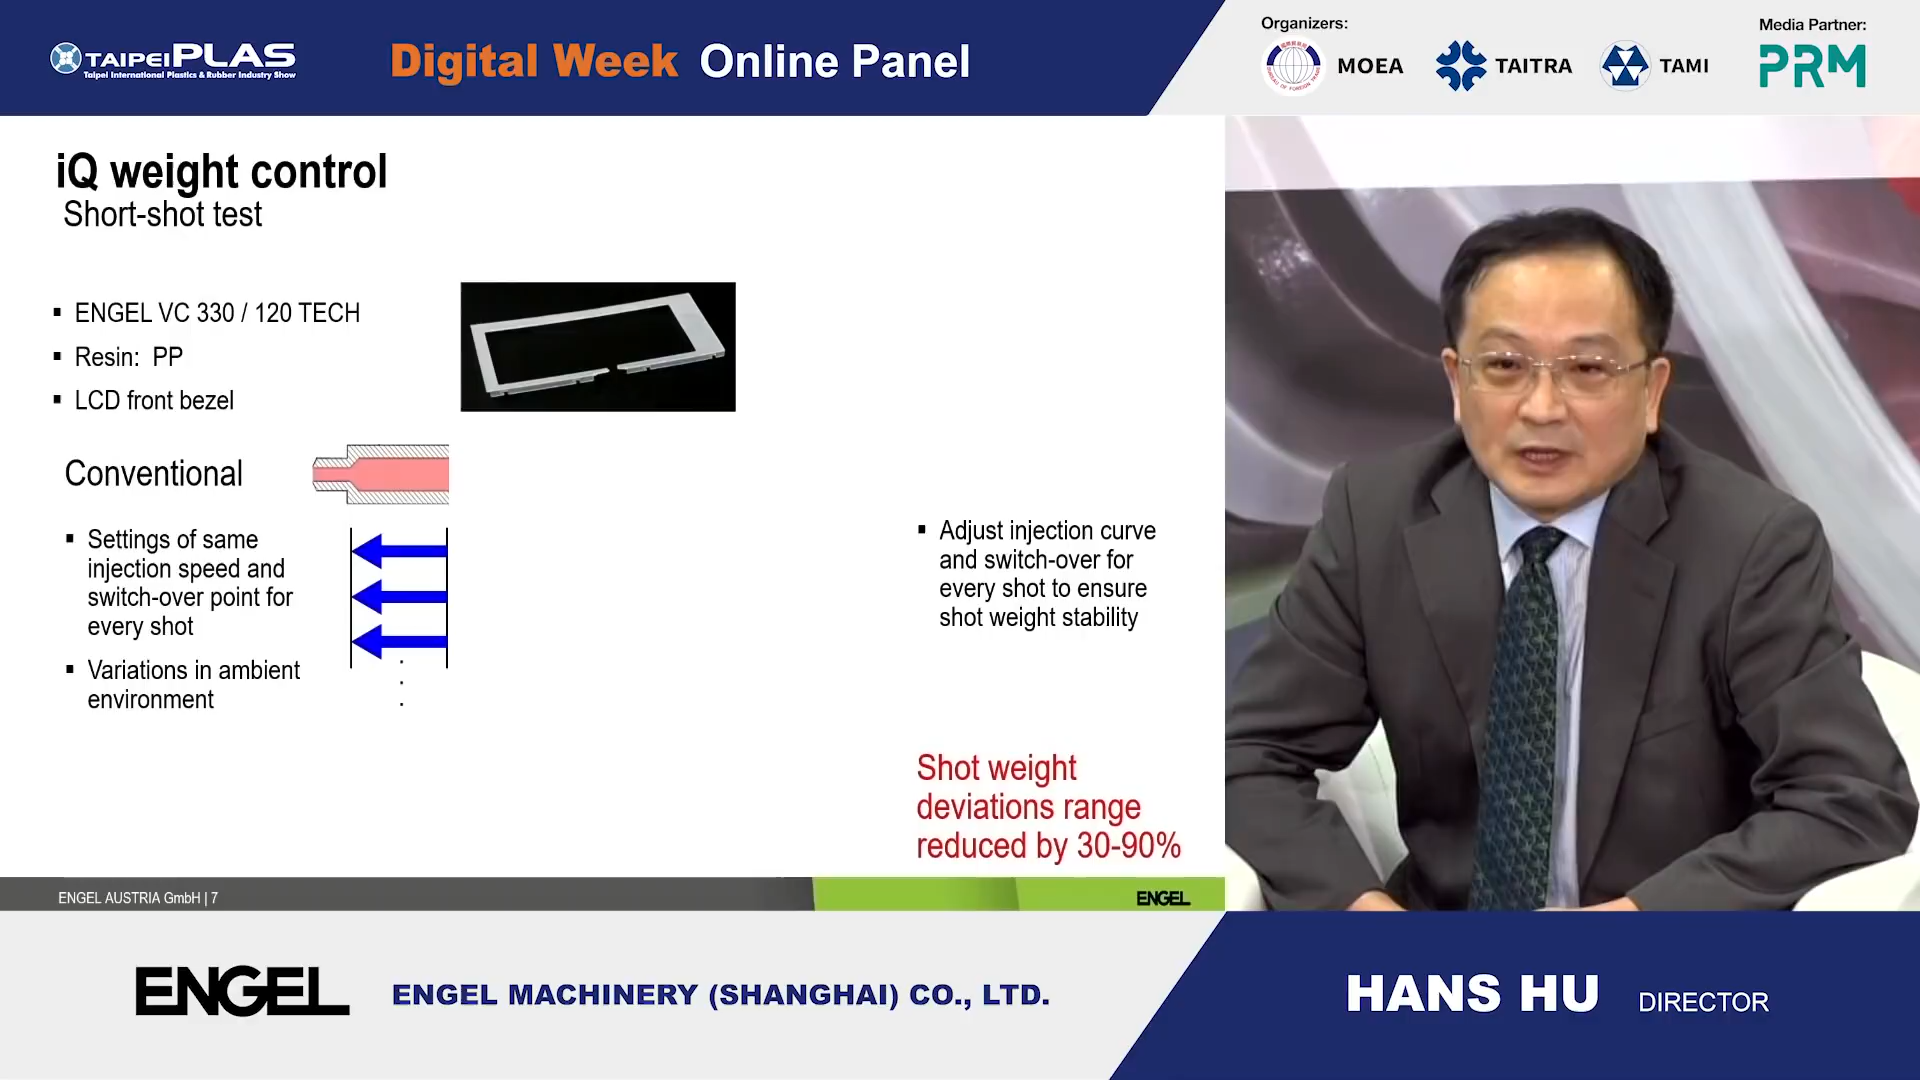 TAIPEIPLAS
Taipei International Plastics & Rubber Industry Show
Digital Week Online Panel
Organizers:
MOEA
TAITRA
TAMI
Media Partner:
PRM
iQ weight control
Short-shot test
▪ ENGEL VC 330 / 120 TECH
▪ Resin: PP
▪ LCD front bezel
Conventional
▪ Settings of same
injection speed and
switch-over point for
every shot
▪ Variations in ambient
environment
▪ Adjust injection curve
and switch-over for
every shot to ensure
shot weight stability
Shot weight
deviations range
reduced by 30-90%
ENGEL AUSTRIA GmbH | 7
ENGEL
ENGEL
ENGEL MACHINERY (SHANGHAI) CO., LTD.
HANS HU DIRECTOR